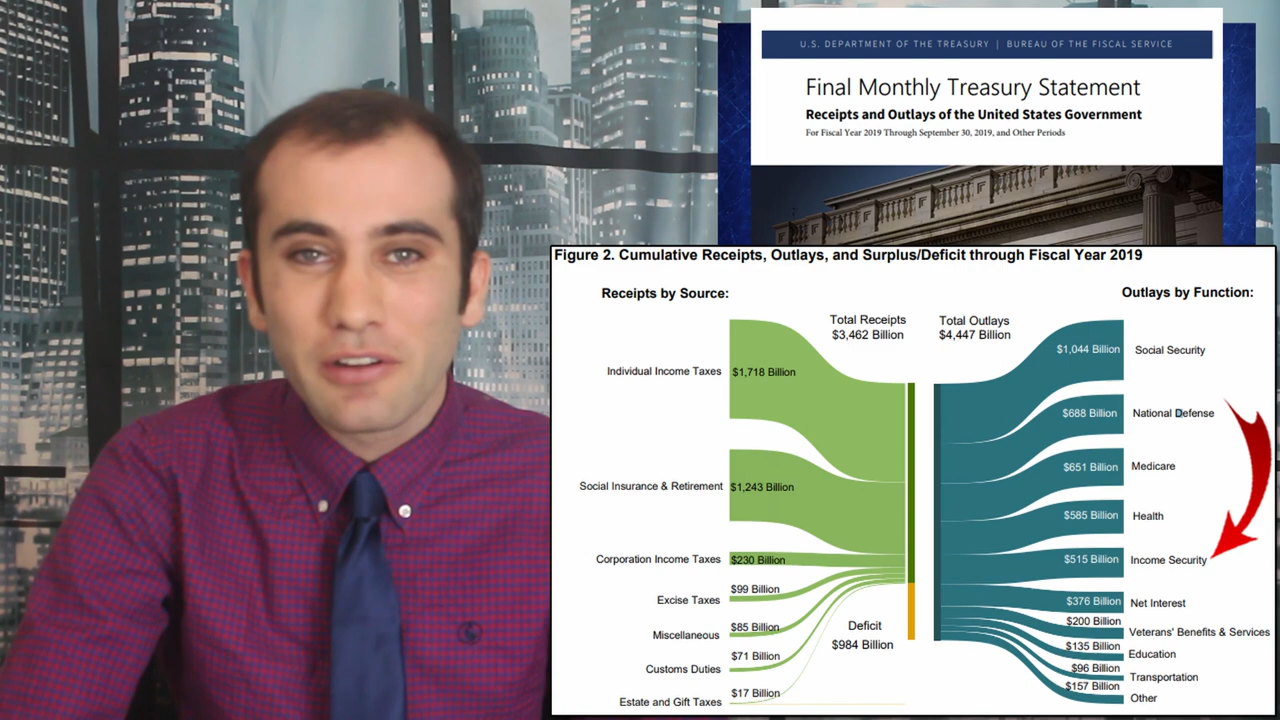 U.S. DEPARTMENT OF THE TREASURY | BUREAU OF THE FISCAL SERVICE
Final Monthly Treasury Statement
Receipts and Outlays of the United States Government
For Fiscal Year 2019 Through September 30, 2019, and Other Periods
Figure 2. Cumulative Receipts, Outlays, and Surplus/Deficit through Fiscal Year 2019
Receipts by Source:
Individual Income Taxes
$1,718 Billion
Social Insurance & Retirement
$1,243 Billion
Corporation Income Taxes
$230 Billion
Excise Taxes
$99 Billion
Miscellaneous
$85 Billion
Customs Duties
$71 Billion
Estate and Gift Taxes
$17 Billion
Total Receipts
$3,462 Billion
Deficit
$984 Billion
Total Outlays
$4,447 Billion
Outlays by Function:
$1,044 Billion
Social Security
$688 Billion
National Defense
$651 Billion
Medicare
$585 Billion
Health
$515 Billion
Income Security
$376 Billion
Net Interest
$200 Billion
Veterans' Benefits & Services
$135 Billion
Education
$96 Billion
Transportation
$157 Billion
Other